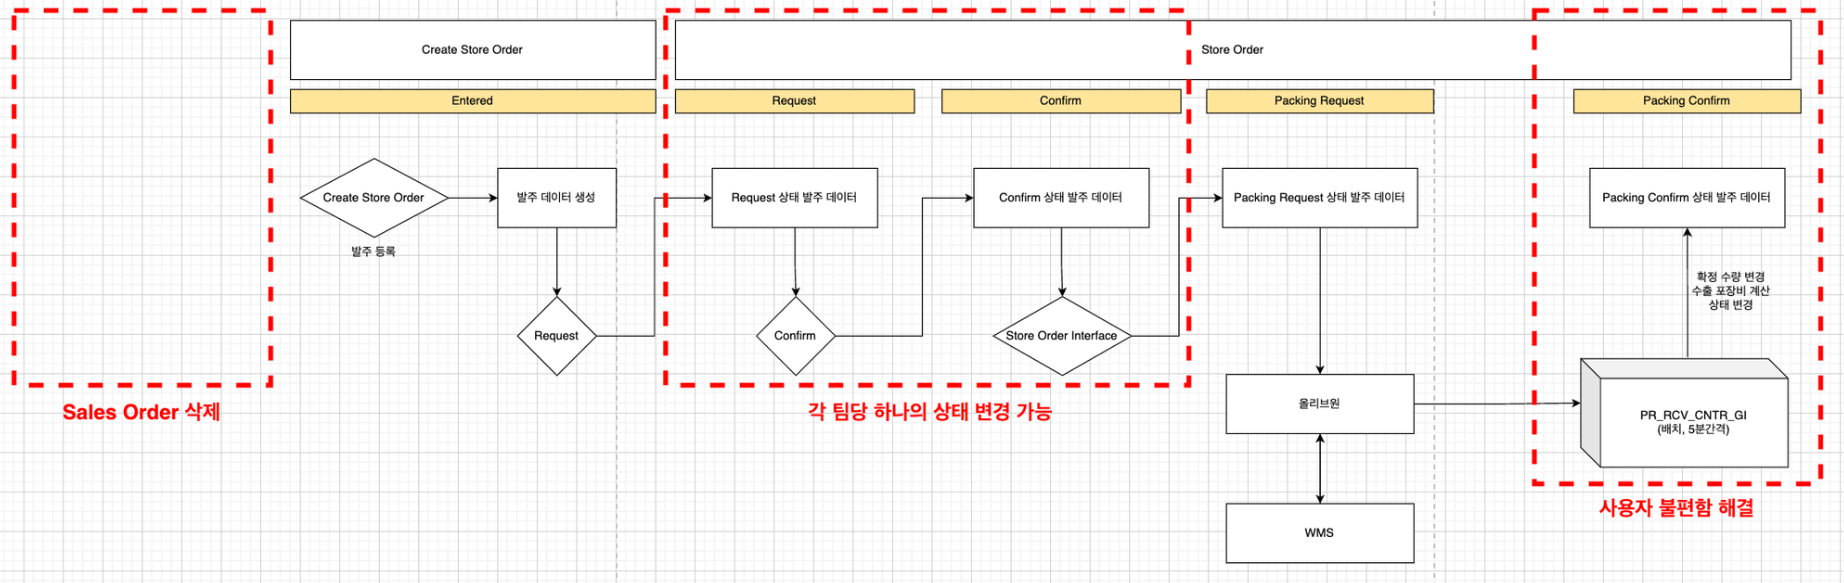 Create Store Order
Store Order
Entered
Request
Confirm
Packing Request
Packing Confirm
Create Store Order
발주 데이터 생성
Request 상태 발주 데이터
Confirm 상태 발주 데이터
Packing Request 상태 발주 데이터
Packing Confirm 상태 발주 데이터
발주 등록
확정 수량 변경
수출 포장비 계산
상태 변경
Request
Confirm
Store Order Interface
올리브원
PR_RCV_CNTR_GI
(배치, 5분간격)
Sales Order 삭제
각 팀당 하나의 상태 변경 가능
사용자 불편함 해결
WMS